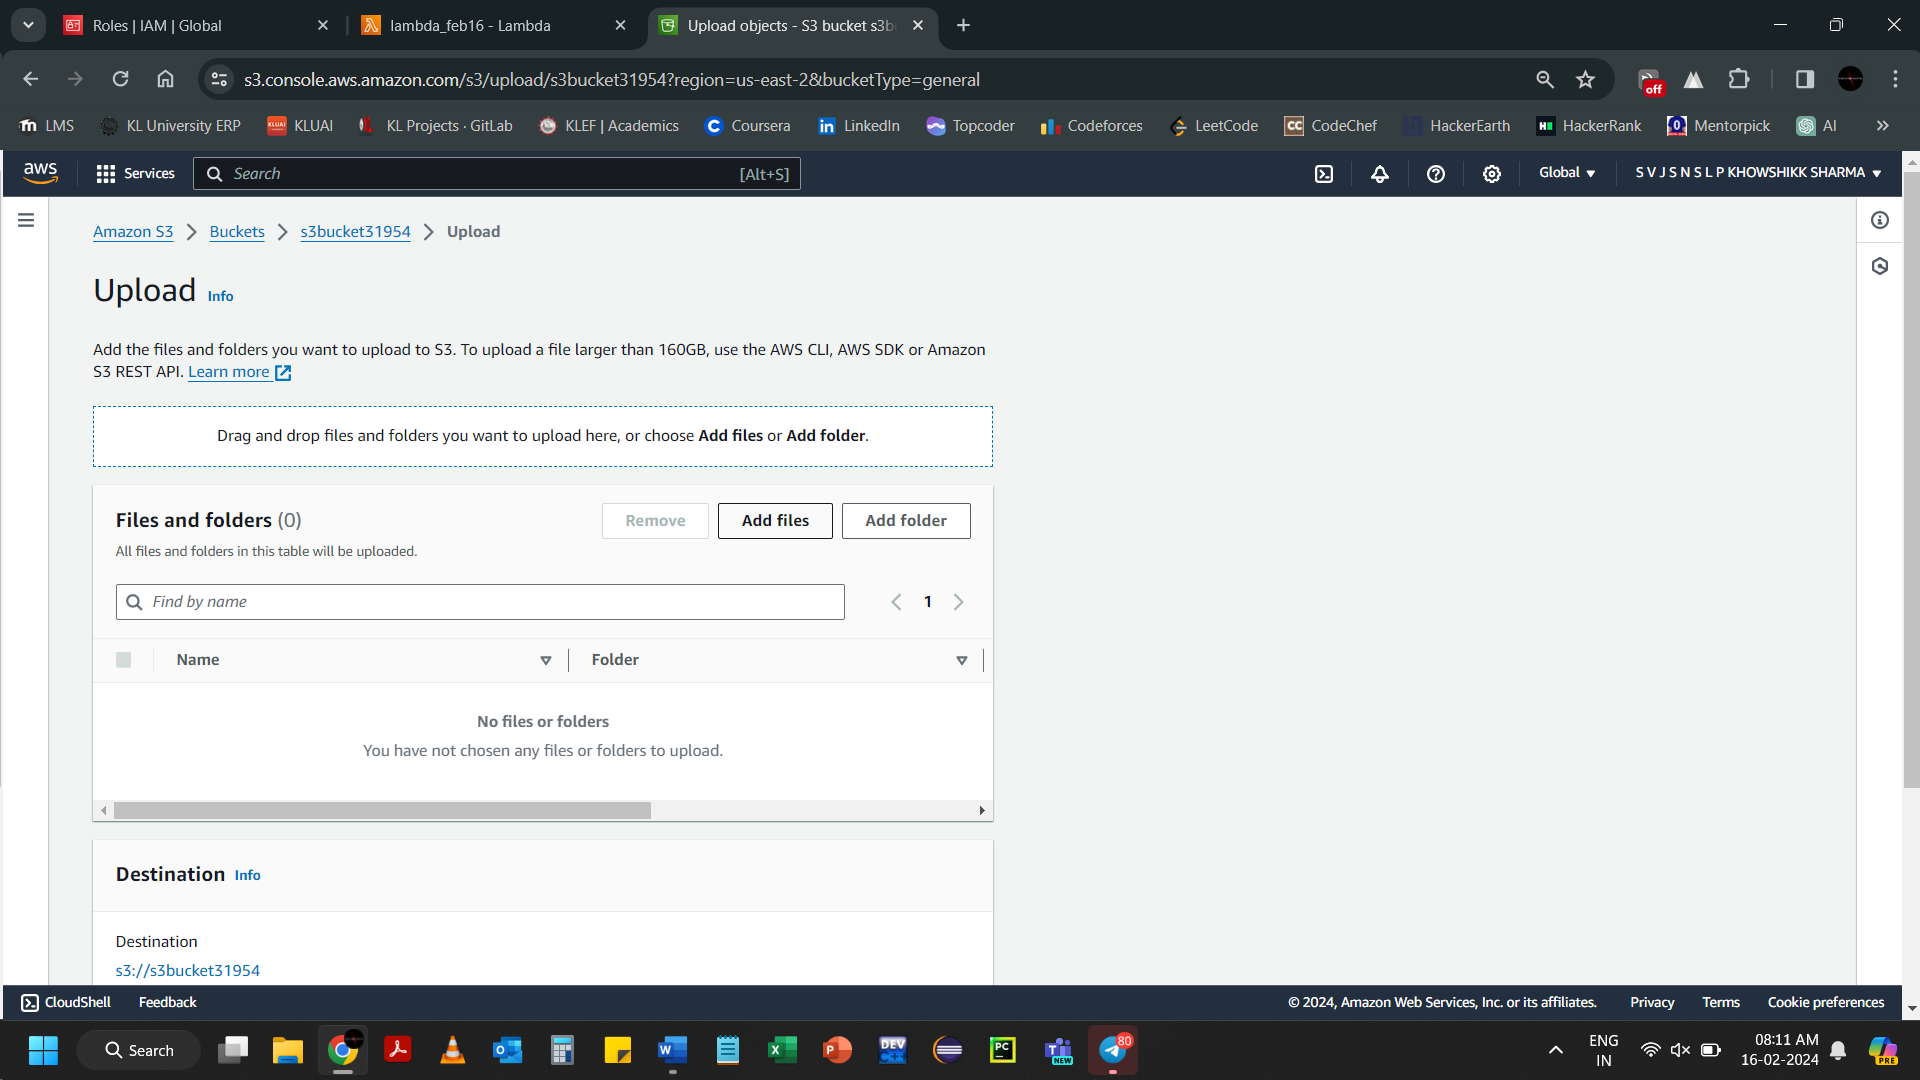 Roles | IAM | Global
lambda_feb16 - Lambda
Upload objects - S3 bucket s3b
s3.console.aws.amazon.com/s3/upload/s3bucket31954?region=us-east-2&bucketType=general
off
LMS
KL University ERP
KLUAI
KLUAI
KL Projects · GitLab
KLEF | Academics
Coursera
LinkedIn
Topcoder
Codeforces
LeetCode
CC
CodeChef
HackerEarth
HackerRank
Mentorpick
AI
aws
Services
Search
[Alt+S]
Global
S V J S N S L P KHOWSHIKK SHARMA
Amazon S3
Buckets
s3bucket31954
Upload
Upload
Info
Add the files and folders you want to upload to S3. To upload a file larger than 160GB, use the AWS CLI, AWS SDK or Amazon
S3 REST API. Learn more
Drag and drop files and folders you want to upload here, or choose Add files or Add folder.
Files and folders (0)
Remove
Add files
Add folder
All files and folders in this table will be uploaded.
Find by name
1
Name
Folder
No files or folders
You have not chosen any files or folders to upload.
Destination
Info
Destination
s3://s3bucket31954
CloudShell
Feedback
© 2024, Amazon Web Services, Inc. or its affiliates.
Privacy
Terms
Cookie preferences
Search
DEV
PC
NEW
80
ENG
IN
08:11 AM
16-02-2024
PRE